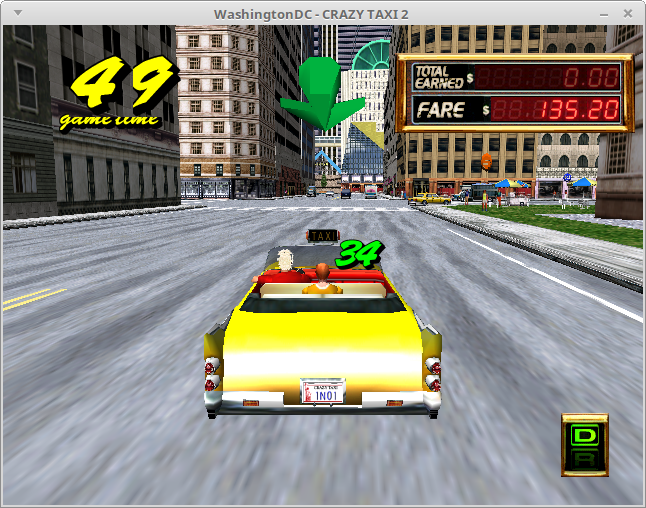 WashingtonDC - CRAZY TAXI 2
49
game time
TOTAL EARNED $ 0.00
FARE $ 135.20
TAXI
34
CRAZY TAXI
1N01
D
R